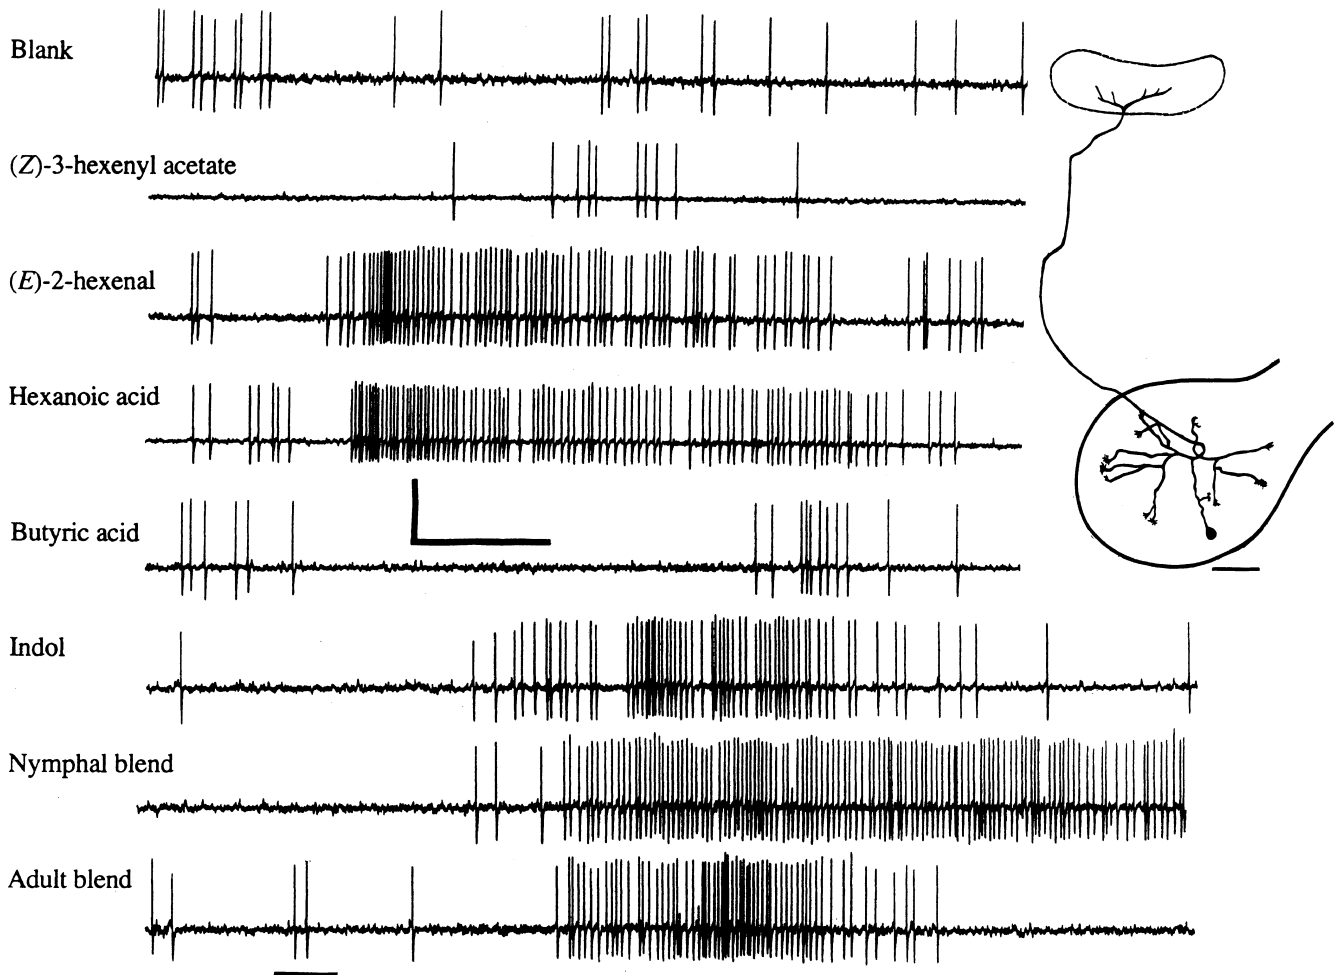 Blank
(Z)-3-hexenyl acetate
(E)-2-hexenal
Hexanoic acid
Butyric acid
Indol
Nymphal blend
Adult blend